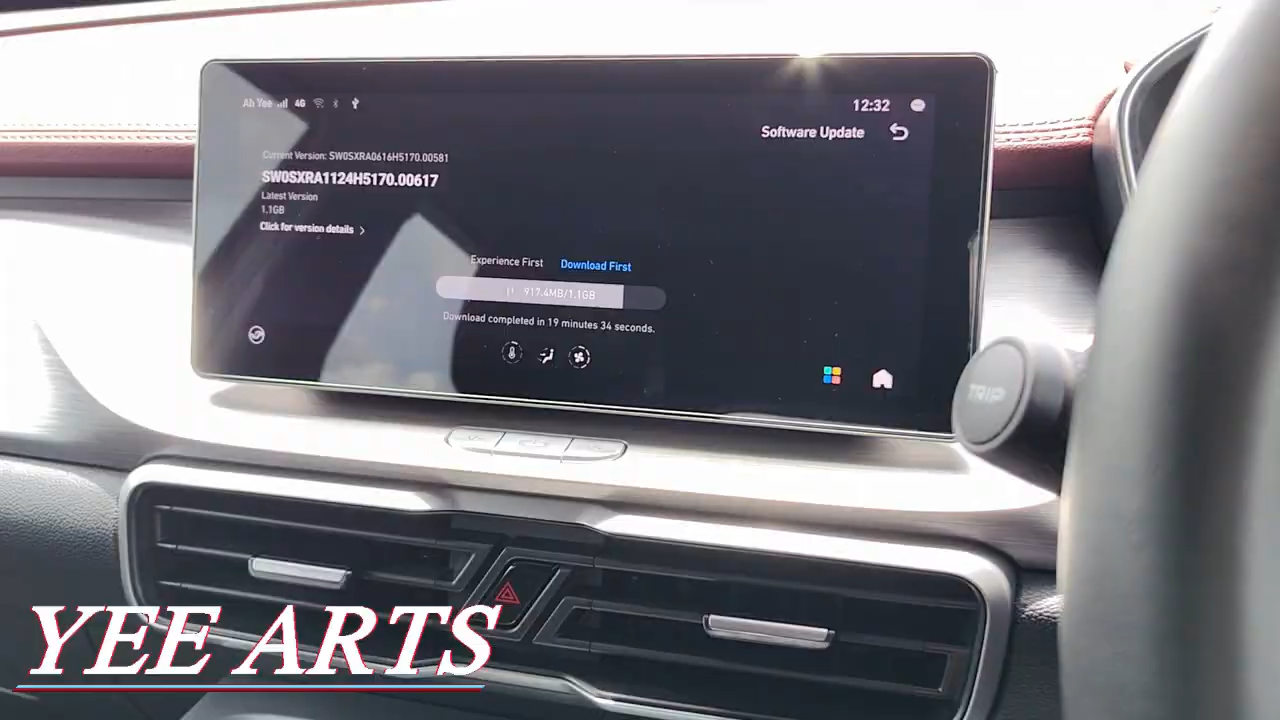 Ah Yee 4G
12:32
Software Update
Current Version: SW0SXRA0616H5170.00581
SW0SXRA1124H5170.00617
Latest Version
1.1GB
Click for version details >
Experience First Download First
917.4MB/1.1GB
Download completed in 19 minutes 34 seconds.
TRIP
YEE ARTS